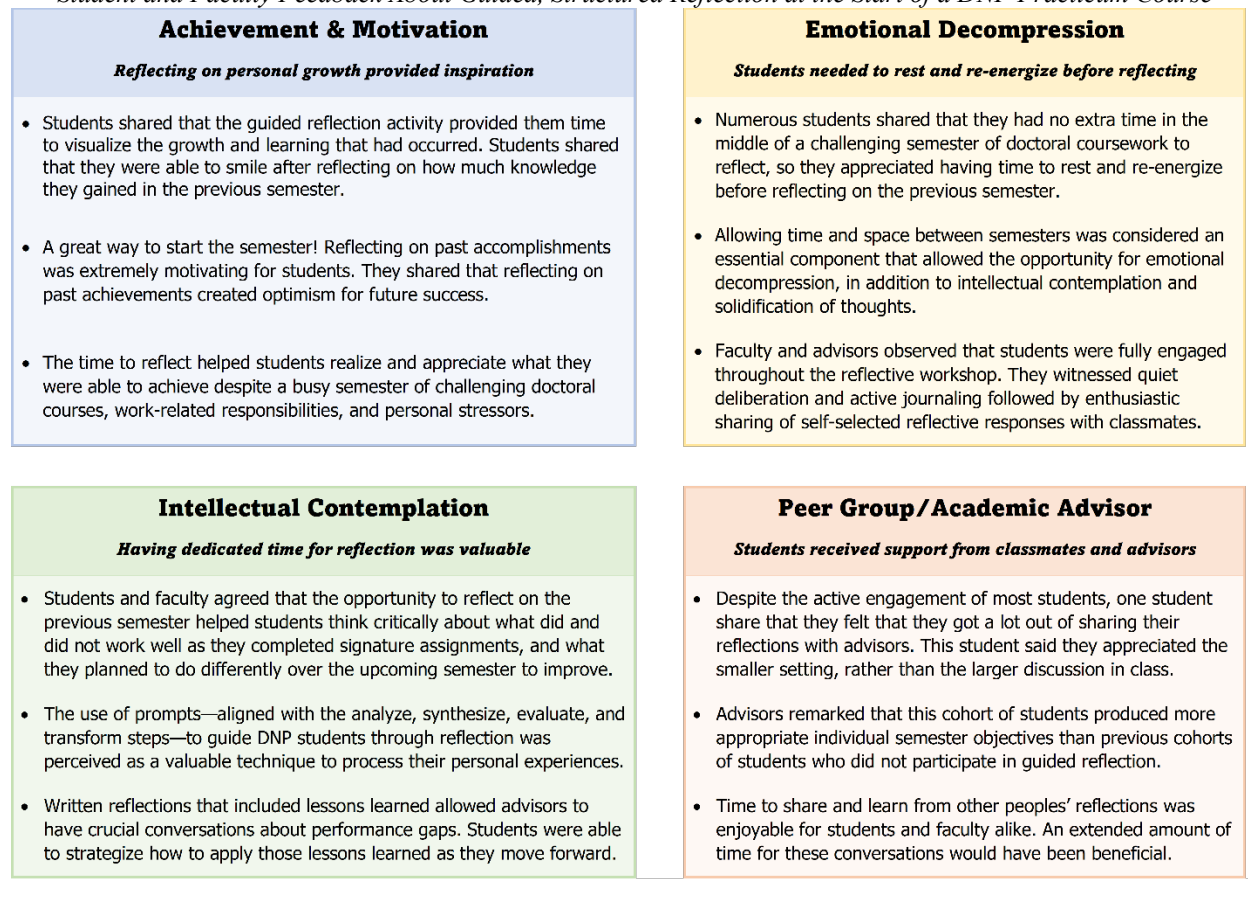 Student and Faculty Feedback About Guided, Structured Reflection at the Start of a DNP Practicum Course
Achievement & Motivation
Reflecting on personal growth provided inspiration
• Students shared that the guided reflection activity provided them time
to visualize the growth and learning that had occurred. Students shared
that they were able to smile after reflecting on how much knowledge
they gained in the previous semester.
• A great way to start the semester! Reflecting on past accomplishments
was extremely motivating for students. They shared that reflecting on
past achievements created optimism for future success.
• The time to reflect helped students realize and appreciate what they
were able to achieve despite a busy semester of challenging doctoral
courses, work-related responsibilities, and personal stressors.
Emotional Decompression
Students needed to rest and re-energize before reflecting
• Numerous students shared that they had no extra time in the
middle of a challenging semester of doctoral coursework to
reflect, so they appreciated having time to rest and re-energize
before reflecting on the previous semester.
• Allowing time and space between semesters was considered an
essential component that allowed the opportunity for emotional
decompression, in addition to intellectual contemplation and
solidification of thoughts.
• Faculty and advisors observed that students were fully engaged
throughout the reflective workshop. They witnessed quiet
deliberation and active journaling followed by enthusiastic
sharing of self-selected reflective responses with classmates.
Intellectual Contemplation
Having dedicated time for reflection was valuable
• Students and faculty agreed that the opportunity to reflect on the
previous semester helped students think critically about what did and
did not work well as they completed signature assignments, and what
they planned to do differently over the upcoming semester to improve.
• The use of prompts—aligned with the analyze, synthesize, evaluate, and
transform steps—to guide DNP students through reflection was
perceived as a valuable technique to process their personal experiences.
• Written reflections that included lessons learned allowed advisors to
have crucial conversations about performance gaps. Students were able
to strategize how to apply those lessons learned as they move forward.
Peer Group/Academic Advisor
Students received support from classmates and advisors
• Despite the active engagement of most students, one student
share that they felt that they got a lot out of sharing their
reflections with advisors. This student said they appreciated the
smaller setting, rather than the larger discussion in class.
• Advisors remarked that this cohort of students produced more
appropriate individual semester objectives than previous cohorts
of students who did not participate in guided reflection.
• Time to share and learn from other peoples’ reflections was
enjoyable for students and faculty alike. An extended amount of
time for these conversations would have been beneficial.